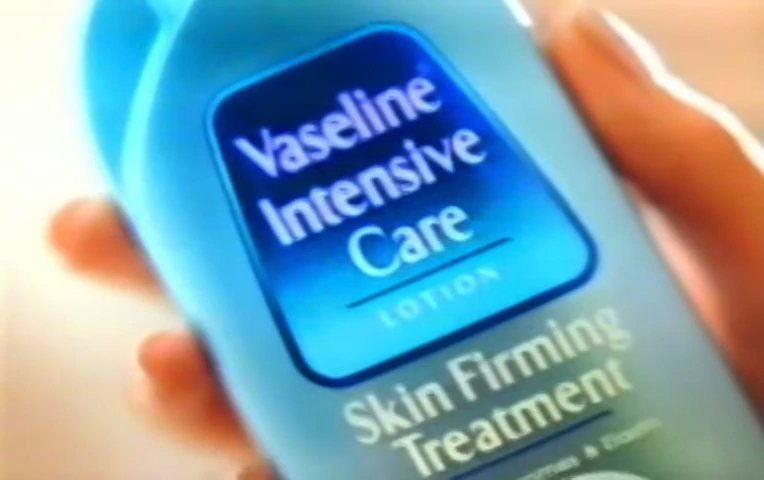 Vaseline
Intensive
Care
LOTION
Skin Firming
Treatment